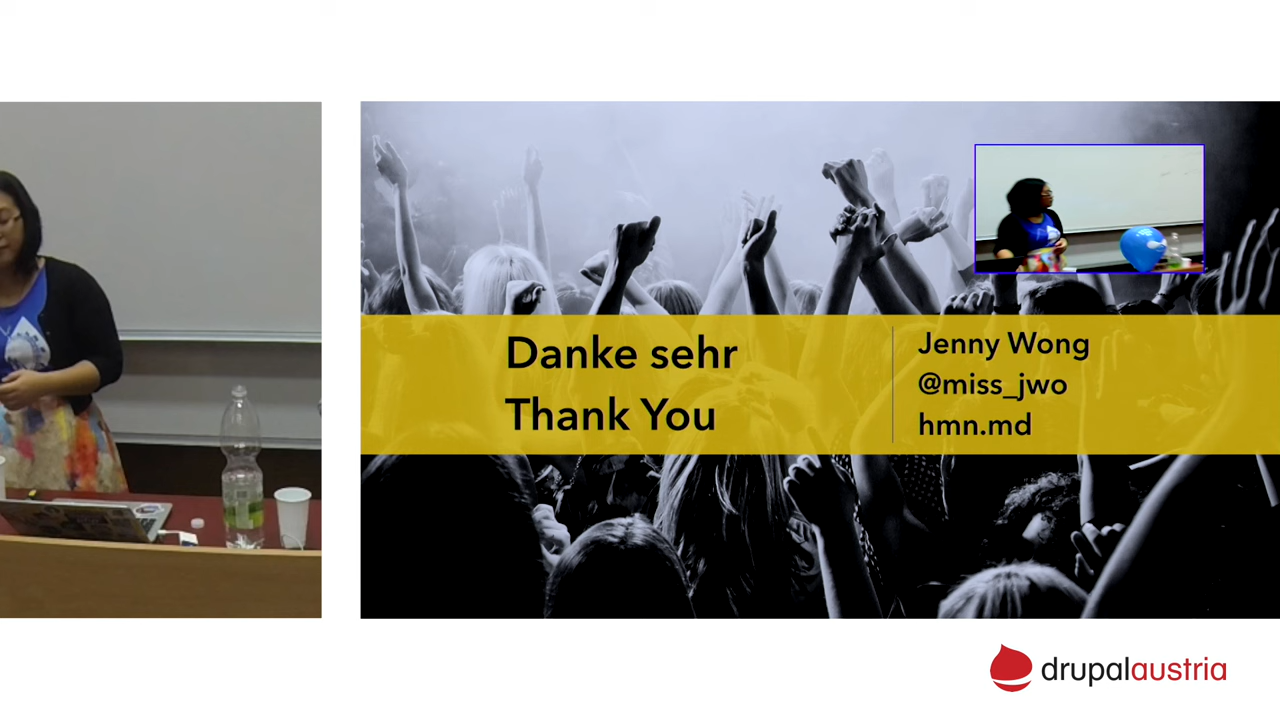 Danke sehr
Thank You
Jenny Wong
@miss_jwo
hmn.md
drupalaustria